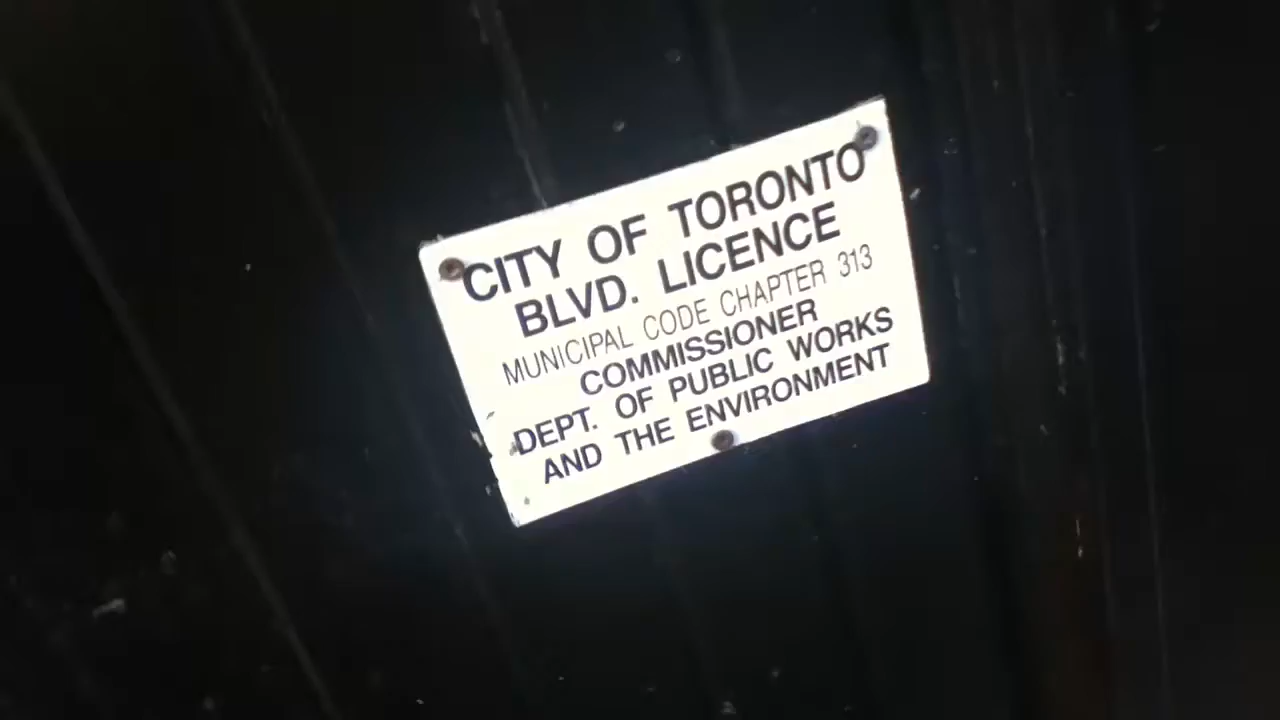 CITY OF TORONTO
BLVD. LICENCE
MUNICIPAL CODE CHAPTER 313
COMMISSIONER
DEPT. OF PUBLIC WORKS
AND THE ENVIRONMENT